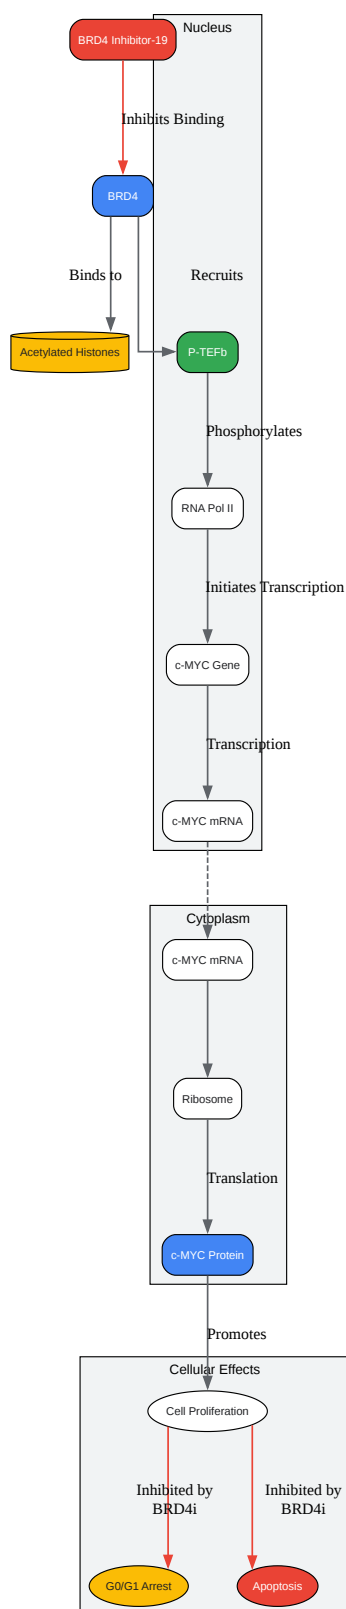 Nucleus
BRD4 Inhibitor-19
Inhibits Binding
BRD4
Binds to
Recruits
Acetylated Histones
P-TEFb
Phosphorylates
RNA Pol II
Initiates Transcription
c-MYC Gene
Transcription
c-MYC mRNA
Cytoplasm
c-MYC mRNA
Ribosome
Translation
c-MYC Protein
Promotes
Cellular Effects
Cell Proliferation
Inhibited by
BRD4i
Inhibited by
BRD4i
G0/G1 Arrest
Apoptosis